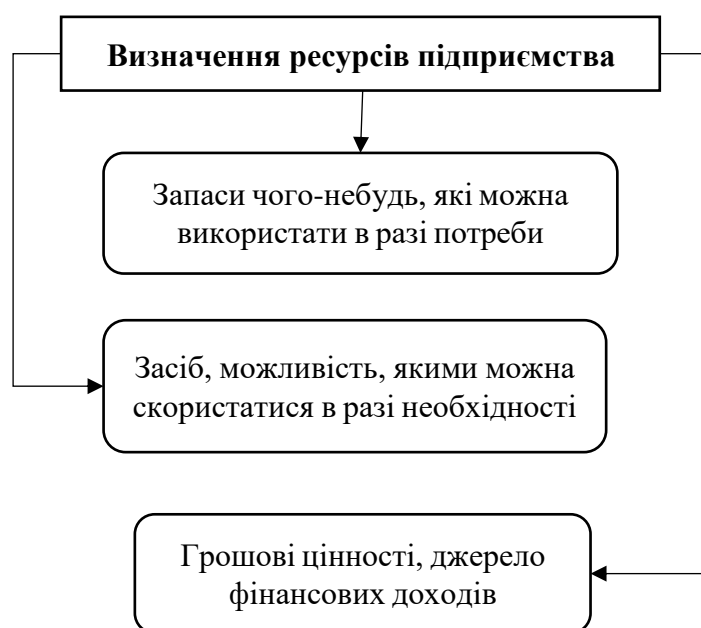 Визначення ресурсів підприємства
Запаси чого-небудь, які можна
використати в разі потреби
Засіб, можливість, якими можна
скористатися в разі необхідності
Грошові цінності, джерело
фінансових доходів